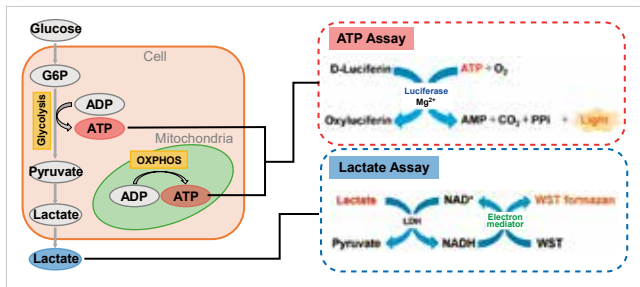 Glucose
Cell
G6P
Glycolysis
ADP
ATP
Mitochondria
OXPHOS
ADP
ATP
Pyruvate
Lactate
Lactate
ATP Assay
D-Luciferin
ATP + O₂
Luciferase
Mg²⁺
Oxyluciferin
AMP + CO₂ + PPi + Light
Lactate Assay
Lactate
NAD⁺
WST formazan
LDH
Electron
mediator
Pyruvate
NADH
WST